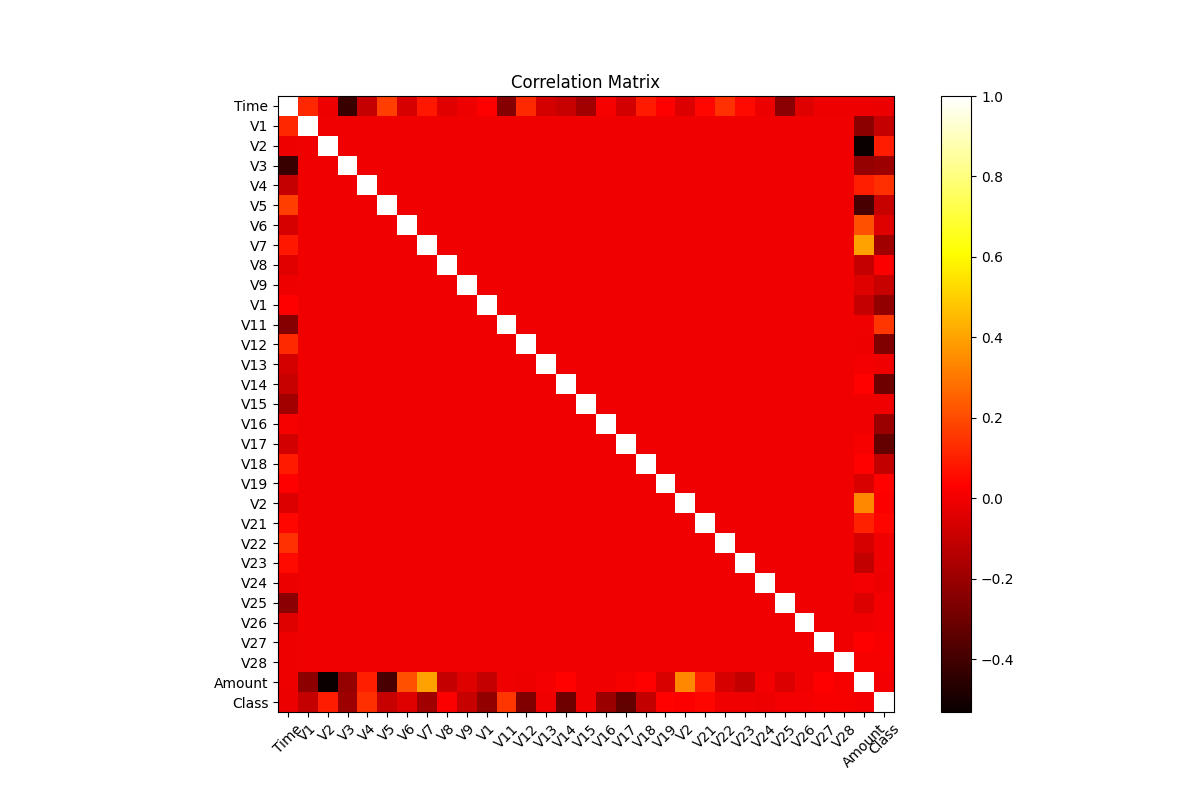 Correlation Matrix
Time
V1
V2
V3
V4
V5
V6
V7
V8
V9
V1
V11
V12
V13
V14
V15
V16
V17
V18
V19
V2
V21
V22
V23
V24
V25
V26
V27
V28
Amount
Class
Time V1 V2 V3 V4 V5 V6 V7 V8 V9 V1 V11 V12 V13 V14 V15 V16 V17 V18 V19 V2 V21 V22 V23 V24 V25 V26 V27 V28 Amount Class
1.0
0.8
0.6
0.4
0.2
0.0
−0.2
−0.4